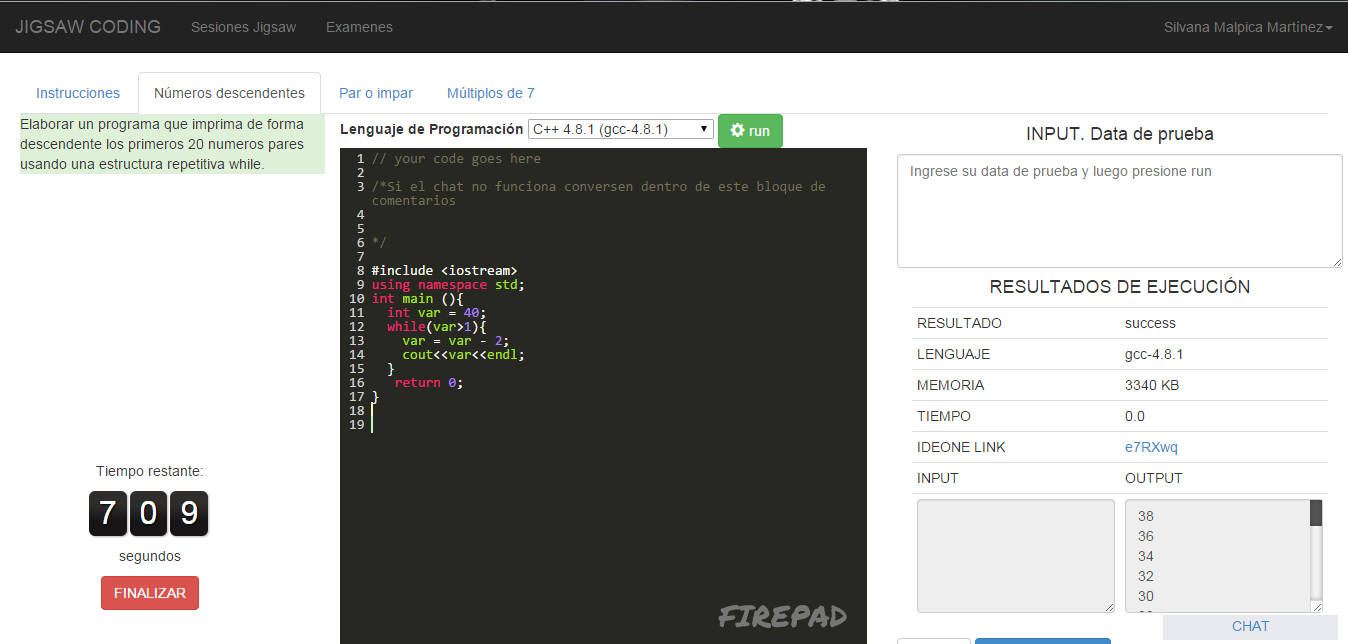 JIGSAW CODING Sesiones Jigsaw Examenes Silvana Malpica Martínez
Instrucciones Números descendentes Par o impar Múltiplos de 7
Elaborar un programa que imprima de forma
descendente los primeros 20 numeros pares
usando una estructura repetitiva while.
Tiempo restante:
7 0 9
segundos
FINALIZAR
Lenguaje de Programación C++ 4.8.1 (gcc-4.8.1) run
1 // your code goes here
2
3 /*Si el chat no funciona conversen dentro de este bloque de
comentarios
4
5
6 */
7
8 #include <iostream>
9 using namespace std;
10 int main (){
11 int var = 40;
12 while(var>1){
13 var = var - 2;
14 cout<<var<<endl;
15 }
16 return 0;
17 }
18
19
FIREPAD
INPUT. Data de prueba
Ingrese su data de prueba y luego presione run
RESULTADOS DE EJECUCIÓN
RESULTADO success
LENGUAJE gcc-4.8.1
MEMORIA 3340 KB
TIEMPO 0.0
IDEONE LINK e7RXwq
INPUT OUTPUT
38
36
34
32
30
CHAT